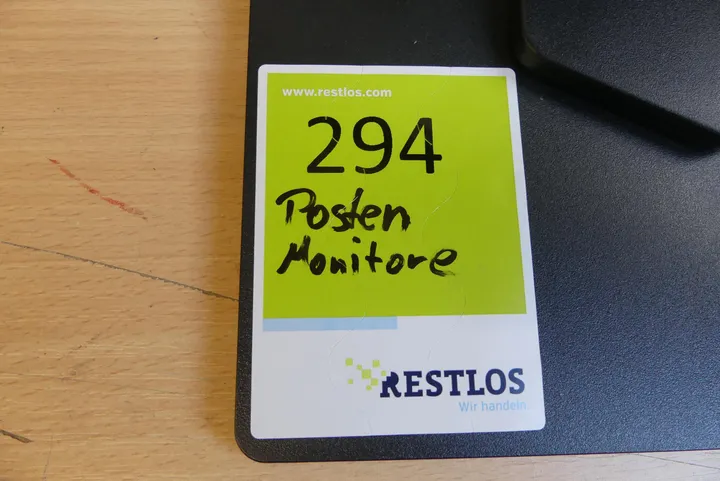 www.restlos.com
294
Posten
Monitore
RESTLOS
Wir handeln